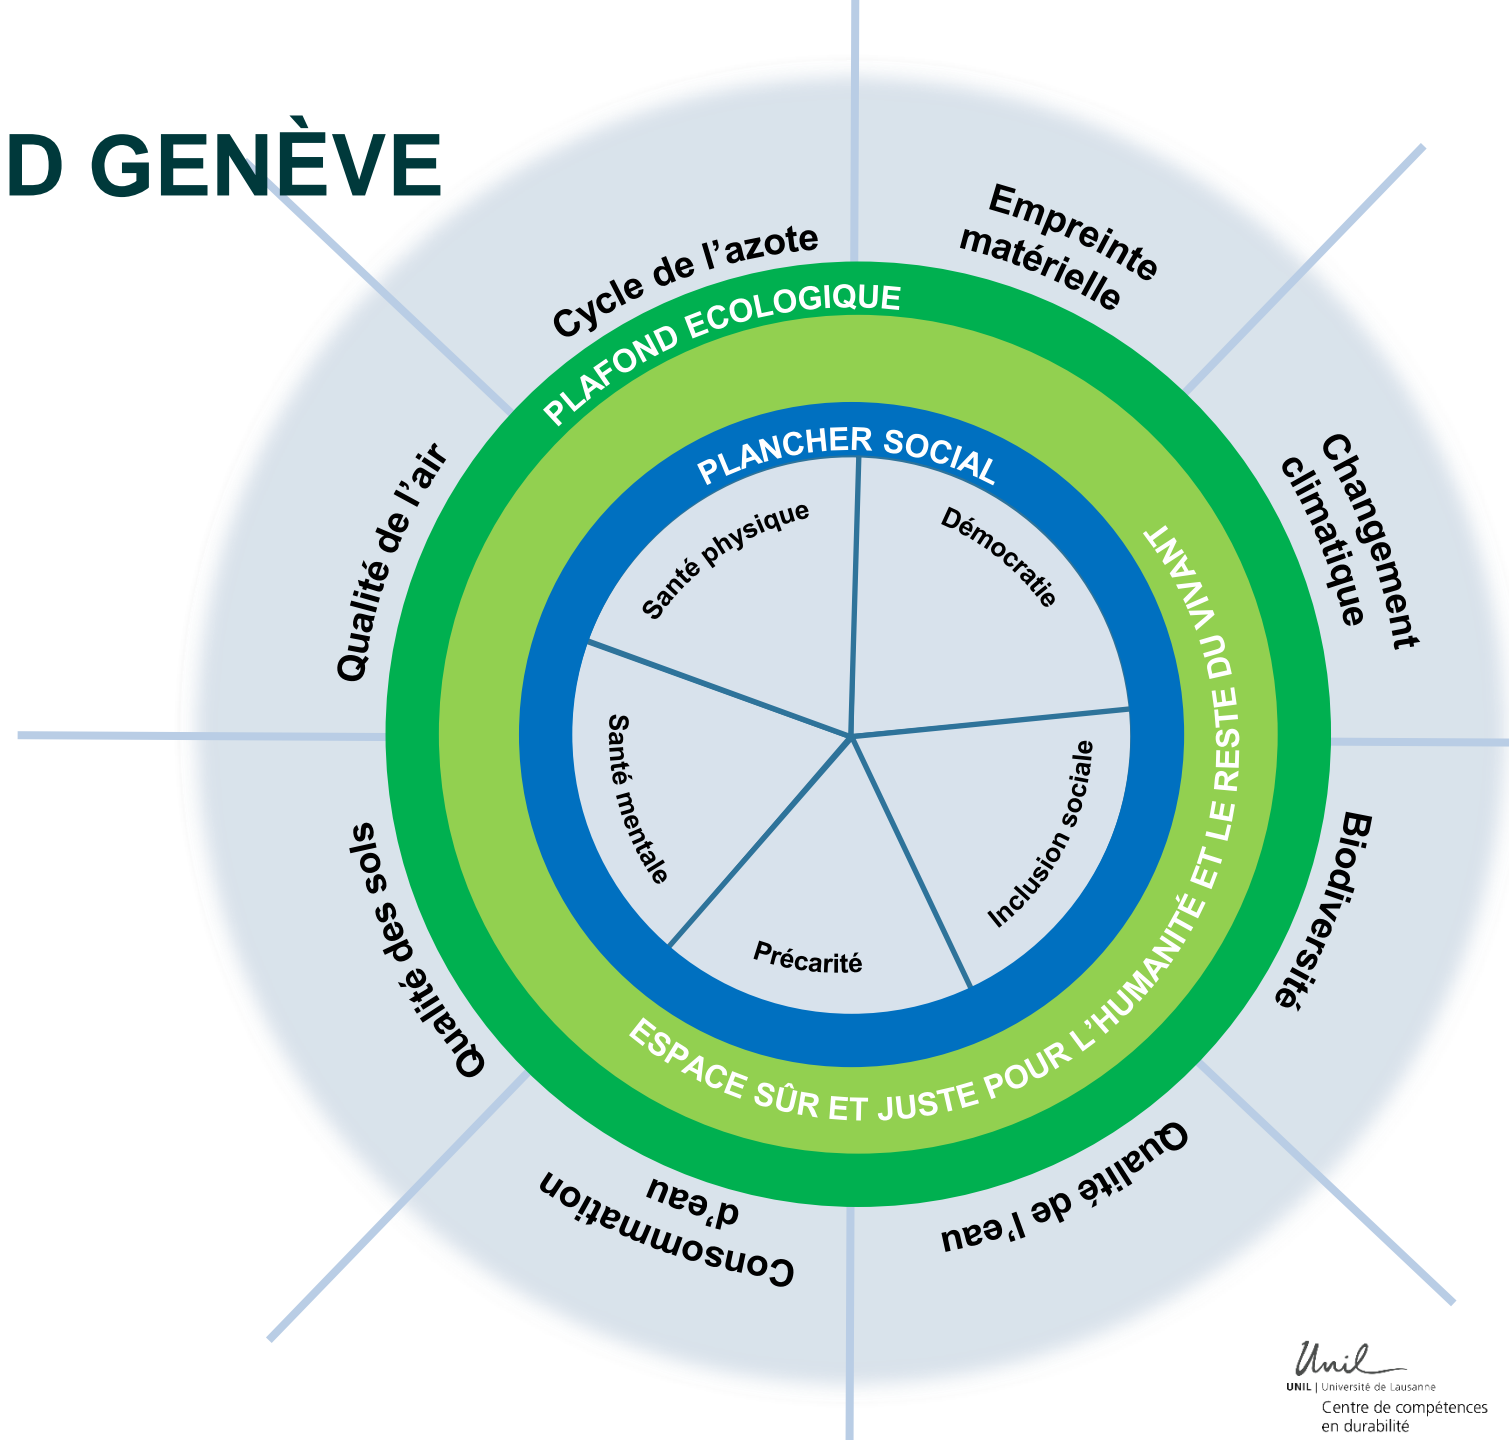 D GENÈVE
Empreinte
matérielle
Cycle de l’azote
PLAFOND ECOLOGIQUE
PLANCHER SOCIAL
Changement
climatique
Qualité de l’air
Santé physique
Démocratie
ESPACE SÛR ET JUSTE POUR L’HUMANITÉ ET LE RESTE DU VIVANT
Santé mentale
Inclusion sociale
Précarité
Biodiversité
Qualité des sols
Qualité de l’eau
Consommation
d’eau
Unil
UNIL | Université de Lausanne
Centre de compétences
en durabilité